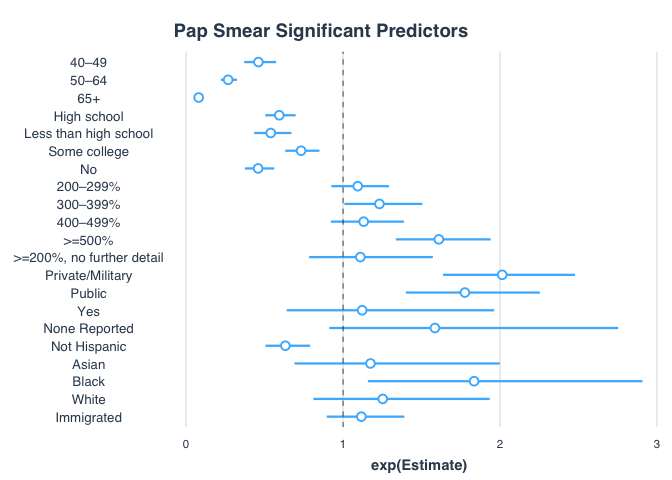 Pap Smear Significant Predictors
40–49
50–64
65+
High school
Less than high school
Some college
No
200–299%
300–399%
400–499%
>=500%
>=200%, no further detail
Private/Military
Public
Yes
None Reported
Not Hispanic
Asian
Black
White
Immigrated
0 1 2 3
exp(Estimate)